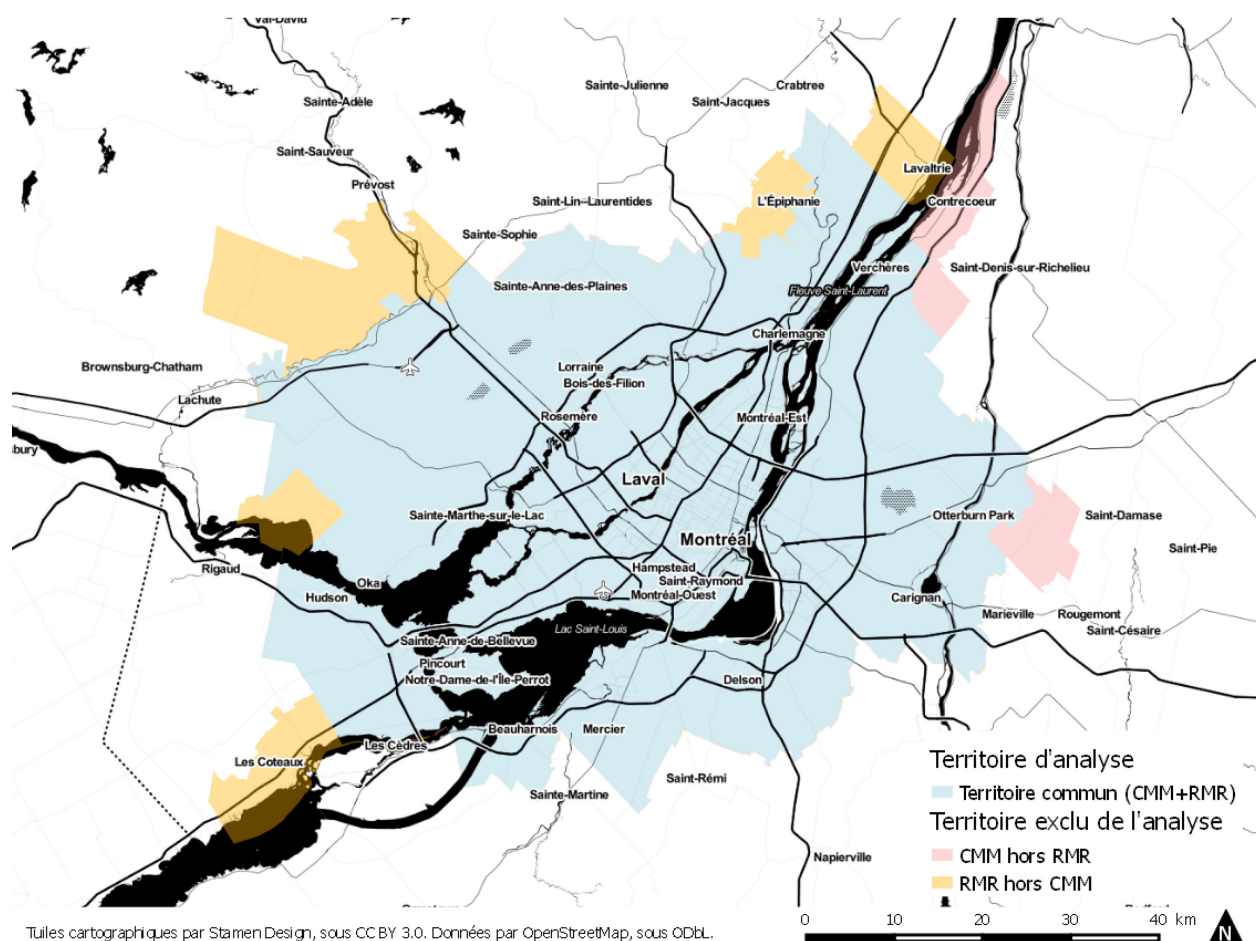 Val-David
Sainte-Adèle
Sainte-Julienne
Crabtree
Saint-Jacques
Saint-Sauveur
Lavaltrie
Prévost
Saint-Lin--Laurentides
L'Épiphanie
Contrecoeur
Sainte-Sophie
Verchères
Saint-Denis-sur-Richelieu
Sainte-Anne-des-Plaines
Fleuve Saint-Laurent
Charlemagne
Brownsburg-Chatham
Lorraine
Bois-des-Filion
Lachute
Rosemère
Montréal-Est
sbury
Laval
Sainte-Marthe-sur-le-Lac
Otterburn Park
Saint-Damase
Montréal
Saint-Pie
Rigaud
Hampstead
Oka
Saint-Raymond
Hudson
Montréal-Ouest
Carignan
Marieville
Rougemont
Lac Saint-Louis
Saint-Césaire
Sainte-Anne-de-Bellevue
Pincourt
Notre-Dame-de-l'Île-Perrot
Delson
Beauharnois
Mercier
Les Cèdres
Les Coteaux
Saint-Rémi
Sainte-Martine
Napierville
Territoire d'analyse
Territoire commun (CMM+RMR)
Territoire exclu de l'analyse
CMM hors RMR
RMR hors CMM
0 10 20 30 40 km
N
Tuiles cartographiques par Stamen Design, sous CC BY 3.0. Données par OpenStreetMap, sous ODbL.